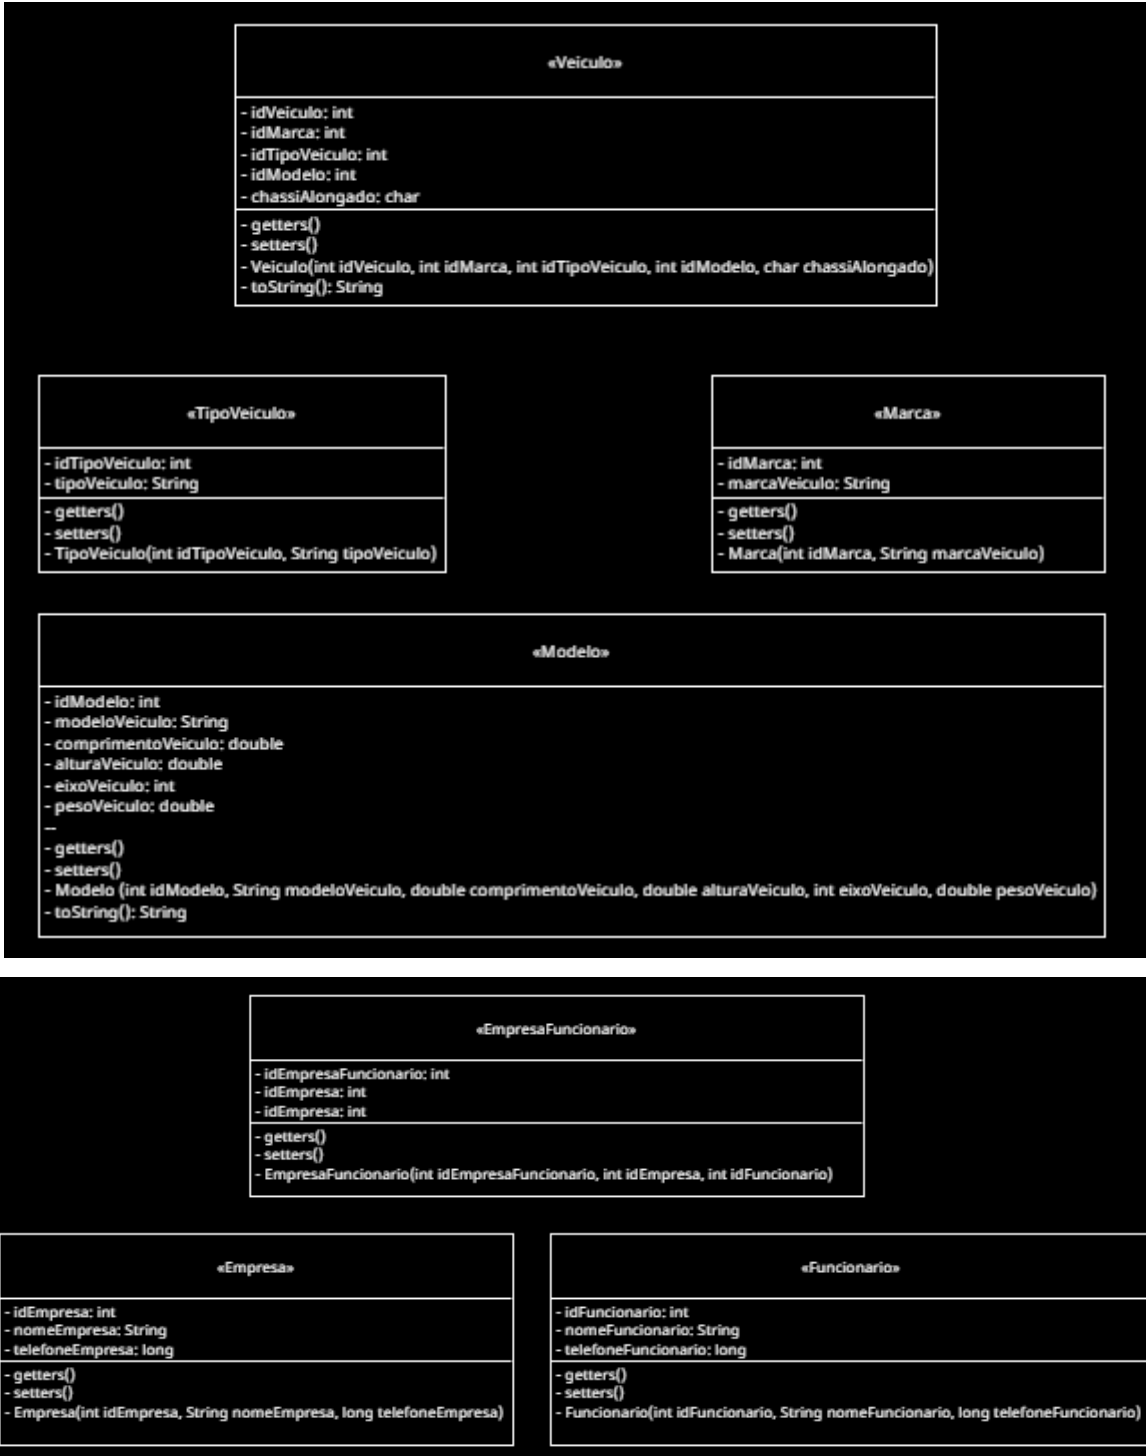 «Veiculo»
- idVeiculo: int
- idMarca: int
- idTipoVeiculo: int
- idModelo: int
- chassiAlongado: char
- getters()
- setters()
- Veiculo(int idVeiculo, int idMarca, int idTipoVeiculo, int idModelo, char chassiAlongado)
- toString(): String
«TipoVeiculo»
- idTipoVeiculo: int
- tipoVeiculo: String
- getters()
- setters()
- TipoVeiculo(int idTipoVeiculo, String tipoVeiculo)
«Marca»
- idMarca: int
- marcaVeiculo: String
- getters()
- setters()
- Marca(int idMarca, String marcaVeiculo)
«Modelo»
- idModelo: int
- modeloVeiculo: String
- comprimentoVeiculo: double
- alturaVeiculo: double
- eixoVeiculo: int
- pesoVeiculo: double
--
- getters()
- setters()
- Modelo (int idModelo, String modeloVeiculo, double comprimentoVeiculo, double alturaVeiculo, int eixoVeiculo, double pesoVeiculo)
- toString(): String
«EmpresaFuncionario»
- idEmpresaFuncionario: int
- idEmpresa: int
- idEmpresa: int
- getters()
- setters()
- EmpresaFuncionario(int idEmpresaFuncionario, int idEmpresa, int idFuncionario)
«Empresa»
- idEmpresa: int
- nomeEmpresa: String
- telefoneEmpresa: long
- getters()
- setters()
- Empresa(int idEmpresa, String nomeEmpresa, long telefoneEmpresa)
«Funcionario»
- idFuncionario: int
- nomeFuncionario: String
- telefoneFuncionario: long
- getters()
- setters()
- Funcionario(int idFuncionario, String nomeFuncionario, long telefoneFuncionario)